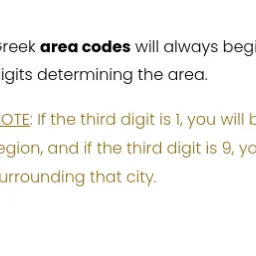 reek area codes will always begi
igits determining the area.
OTE: If the third digit is 1, you will b
egion, and if the third digit is 9, yo
urrounding that city.